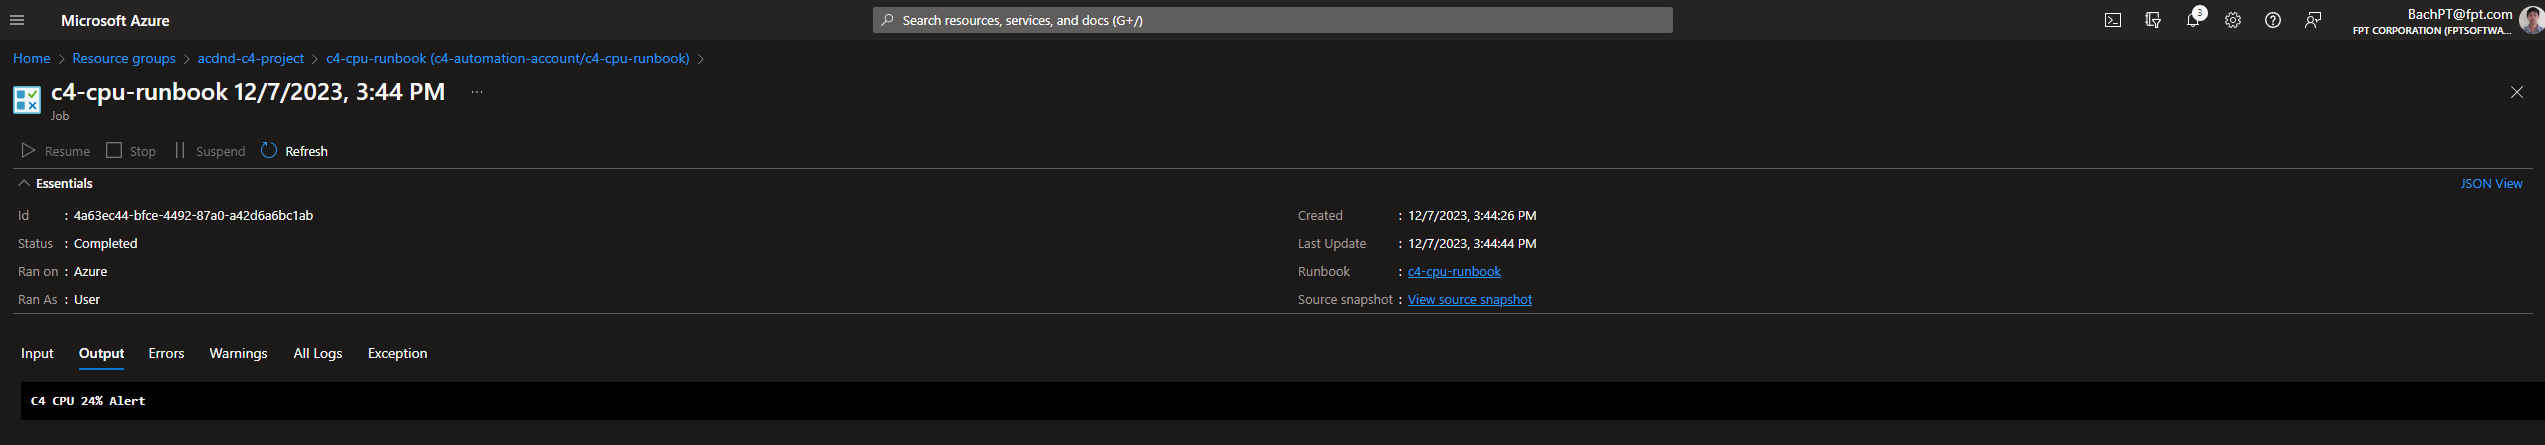 Microsoft Azure
Search resources, services, and docs (G+/)
3
BachPT@fpt.com
FPT CORPORATION (FPTSOFTWA...
Home > Resource groups > acdnd-c4-project > c4-cpu-runbook (c4-automation-account/c4-cpu-runbook) >
c4-cpu-runbook 12/7/2023, 3:44 PM ...
Job
Resume Stop Suspend Refresh
Essentials
JSON View
Id : 4a63ec44-bfce-4492-87a0-a42d6a6bc1ab
Status : Completed
Ran on : Azure
Ran As : User
Created : 12/7/2023, 3:44:26 PM
Last Update : 12/7/2023, 3:44:44 PM
Runbook : c4-cpu-runbook
Source snapshot : View source snapshot
Input Output Errors Warnings All Logs Exception
C4 CPU 24% Alert